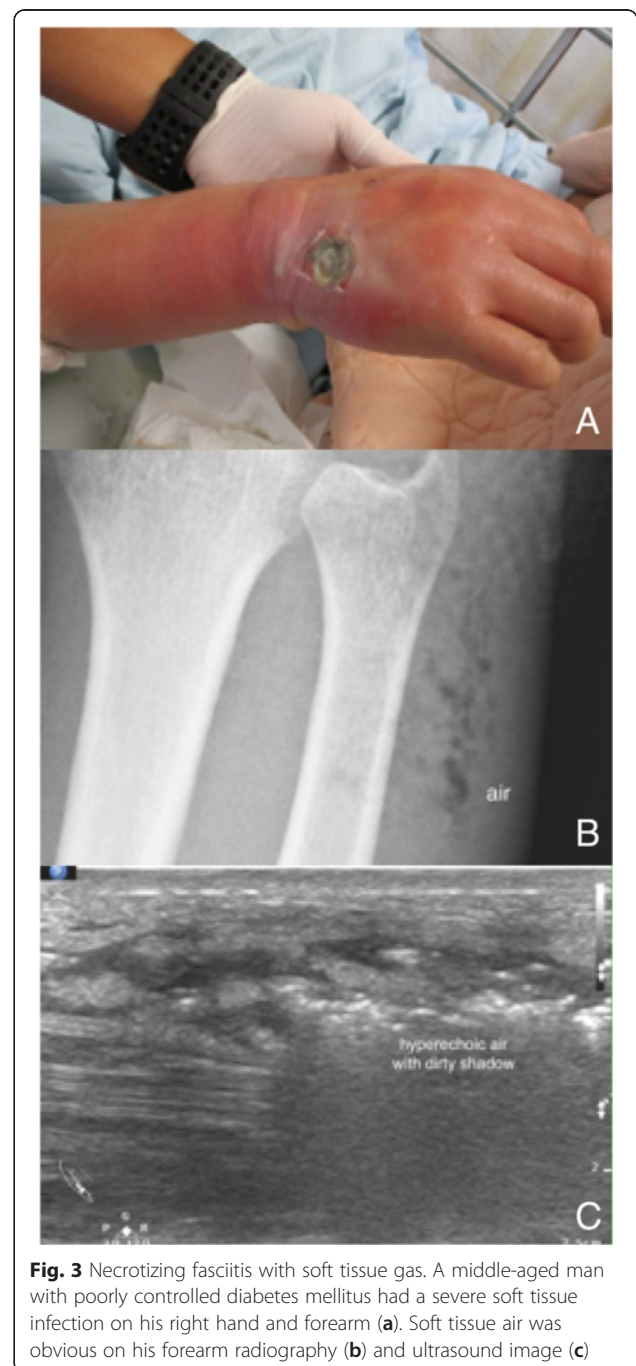 A
air
B
hyperechoic air
with dirty shadow
2
C
Fig. 3 Necrotizing fasciitis with soft tissue gas. A middle-aged man
with poorly controlled diabetes mellitus had a severe soft tissue
infection on his right hand and forearm (a). Soft tissue air was
obvious on his forearm radiography (b) and ultrasound image (c)